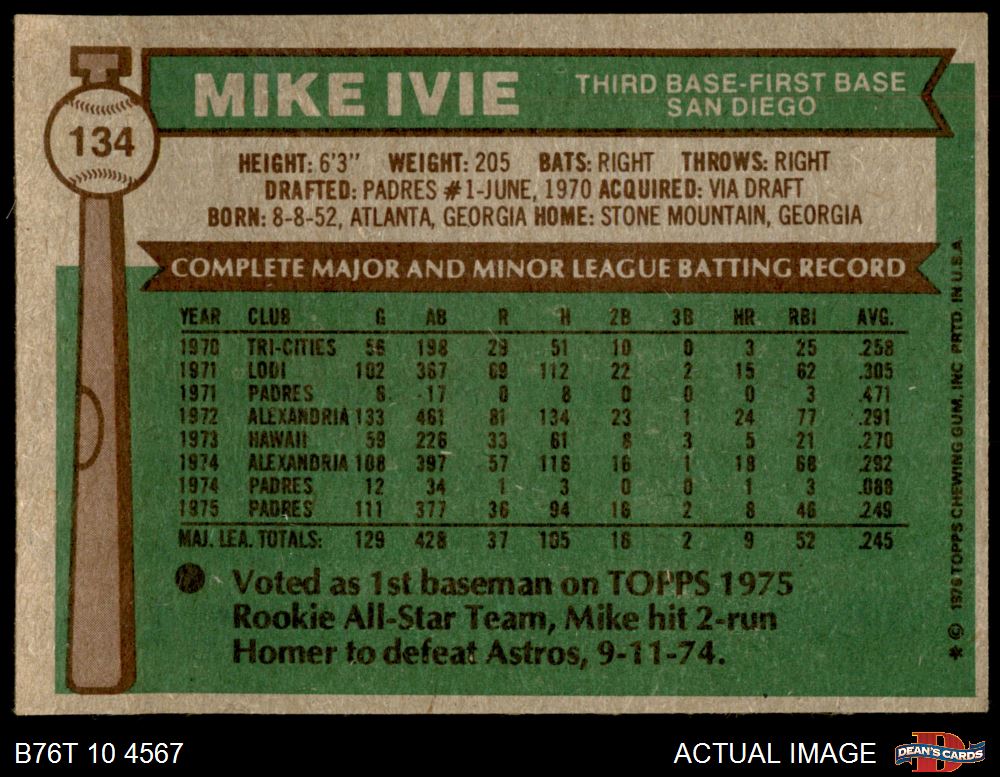 134
MIKE IVIE
THIRD BASE-FIRST BASE
SAN DIEGO
HEIGHT: 6'3" WEIGHT: 205 BATS: RIGHT THROWS: RIGHT
DRAFTED: PADRES #1-JUNE, 1970 ACQUIRED: VIA DRAFT
BORN: 8-8-52, ATLANTA, GEORGIA HOME: STONE MOUNTAIN, GEORGIA
COMPLETE MAJOR AND MINOR LEAGUE BATTING RECORD
YEAR CLUB G AB R H 2B 3B HR RBI AVG.
1970 TRI-CITIES 56 198 29 51 10 0 3 25 .258
1971 LODI 102 367 69 112 22 2 15 62 .305
1971 PADRES 6 17 0 8 0 0 0 3 .471
1972 ALEXANDRIA 133 461 81 134 23 1 24 77 .291
1973 HAWAII 59 226 33 61 8 3 5 21 .270
1974 ALEXANDRIA 108 397 57 116 16 1 18 68 .292
1974 PADRES 12 34 1 3 0 0 1 3 .088
1975 PADRES 111 377 36 94 16 2 8 46 .249
MAJ. LEA. TOTALS: 129 428 37 105 16 2 9 52 .245
Voted as 1st baseman on TOPPS 1975
Rookie All-Star Team, Mike hit 2-run
Homer to defeat Astros, 9-11-74.
* © 1976 TOPPS CHEWING GUM, INC PRTD. IN U.S.A.
B76T 10 4567
ACTUAL IMAGE
D
DEAN'S CARDS